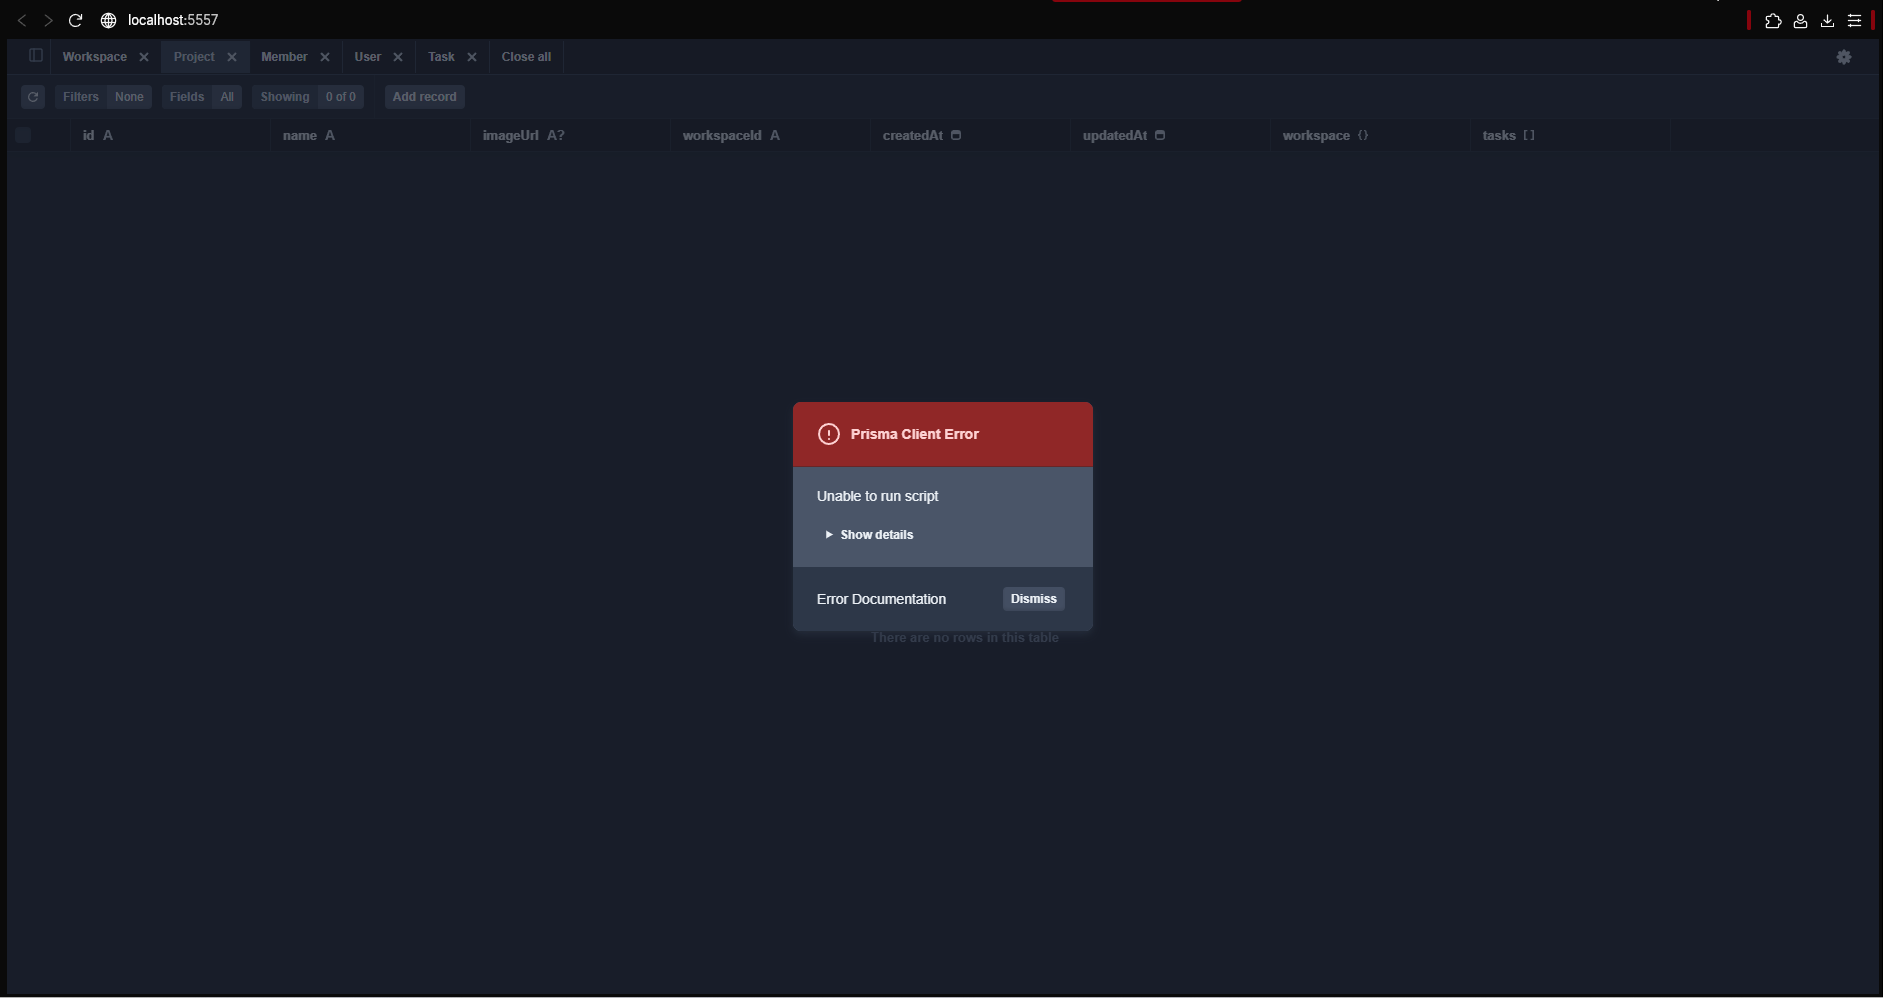 localhost:5557
Workspace Project Member User Task Close all
Filters None Fields All Showing 0 of 0 Add record
id A name A imageUrl A? workspaceId A createdAt updatedAt workspace {} tasks []
Prisma Client Error
Unable to run script
Show details
Error Documentation Dismiss
There are no rows in this table